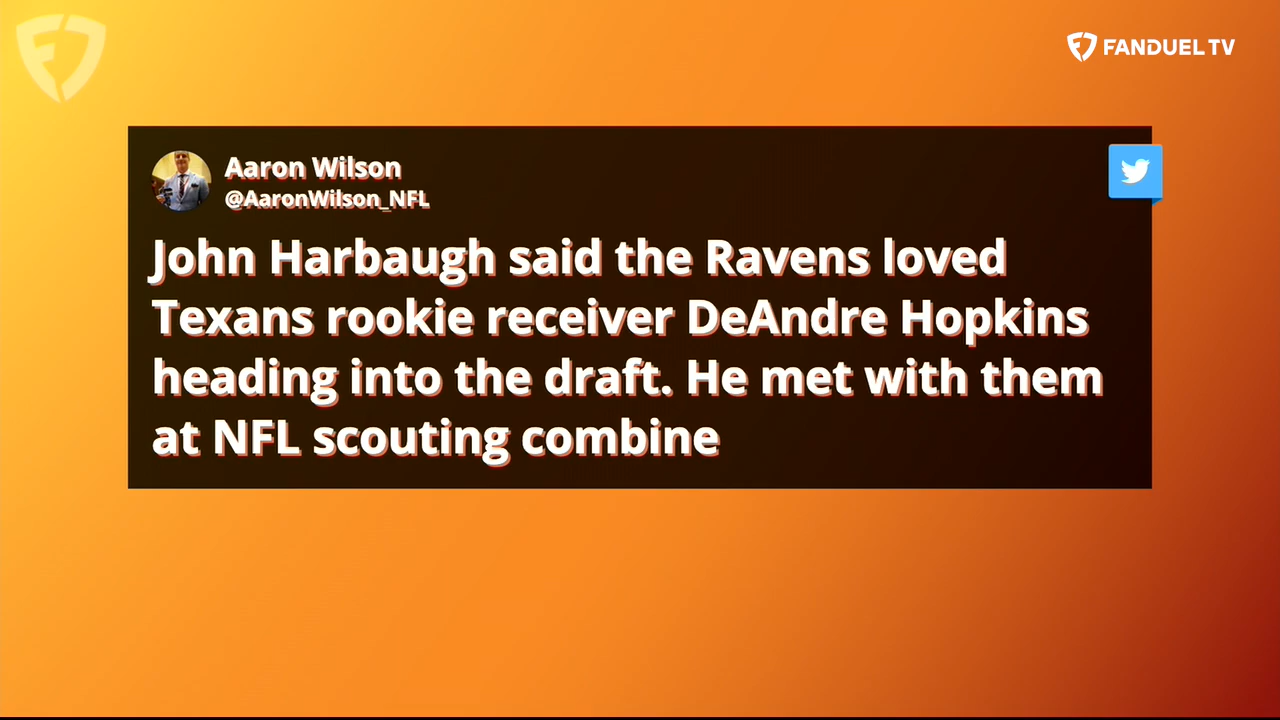 FANDUEL TV
Aaron Wilson
@AaronWilson_NFL
John Harbaugh said the Ravens loved
Texans rookie receiver DeAndre Hopkins
heading into the draft. He met with them
at NFL scouting combine